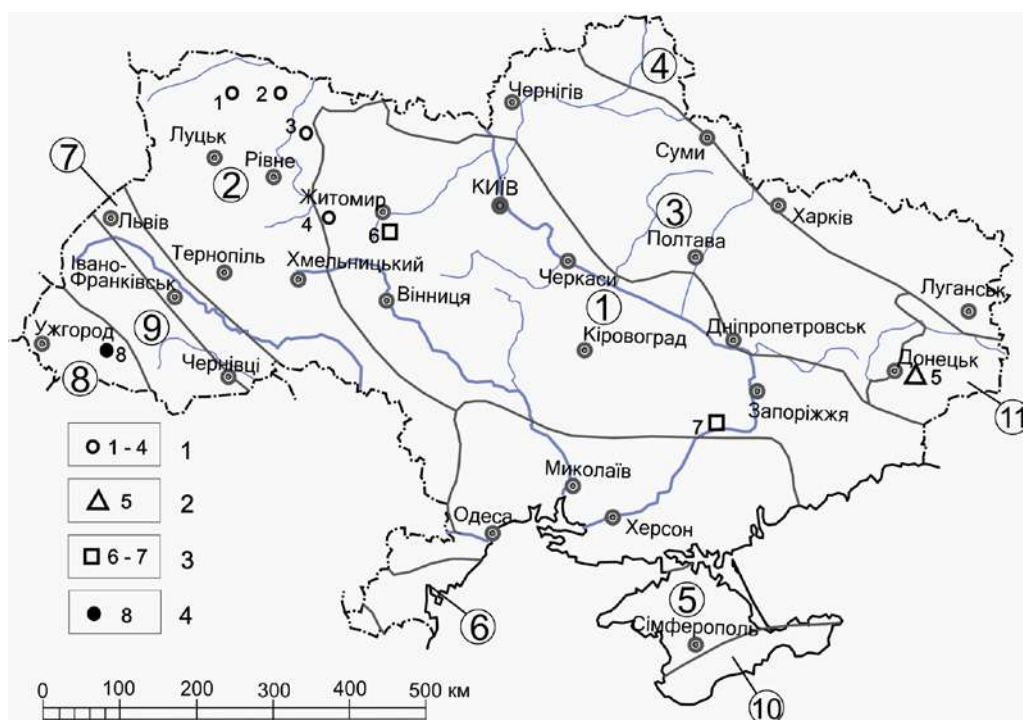 4
Чернігів
1
2
3
Луцьк
Суми
7
2
Рівне
Житомир
КИЇВ
3
Харків
Львів
4
6
Полтава
Тернопіль
Хмельницький
Черкаси
Івано-
Франківськ
Вінниця
1
Луганськ
Ужгород
9
Кіровоград
Дніпропетровськ
8
Донецьк
5
8
Чернівці
Запоріжжя
11
7
1 - 4 1
Миколаїв
5 2
Одеса
Херсон
6 - 7 3
5
6
8 4
Сімферополь
10
0 100 200 300 400 500 км